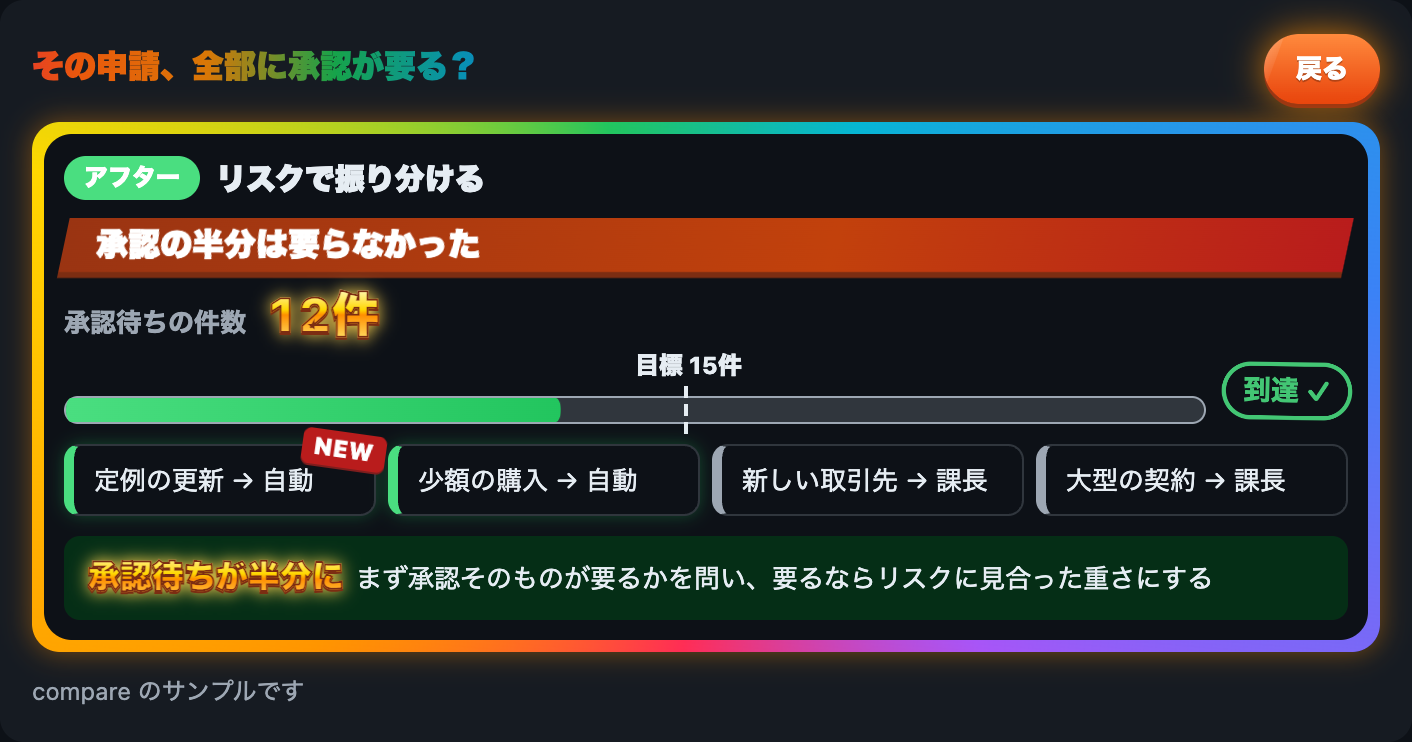 その申請、全部に承認が要る？
戻る
アフター リスクで振り分ける
承認の半分は要らなかった
承認待ちの件数 12件
目標 15件
到達 ✓
NEW
定例の更新 → 自動
少額の購入 → 自動
新しい取引先 → 課長
大型の契約 → 課長
承認待ちが半分に まず承認そのものが要るかを問い、要るならリスクに見合った重さにする
compare のサンプルです